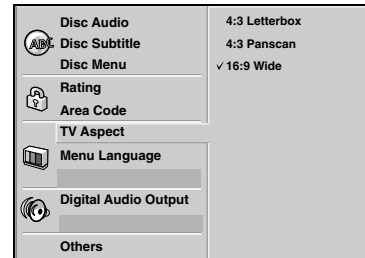 Disc Audio
ABC
Disc Subtitle
Disc Menu
Rating
Area Code
TV Aspect
Menu Language
Digital Audio Output
Others
4:3 Letterbox
4:3 Panscan
✓ 16:9 Wide